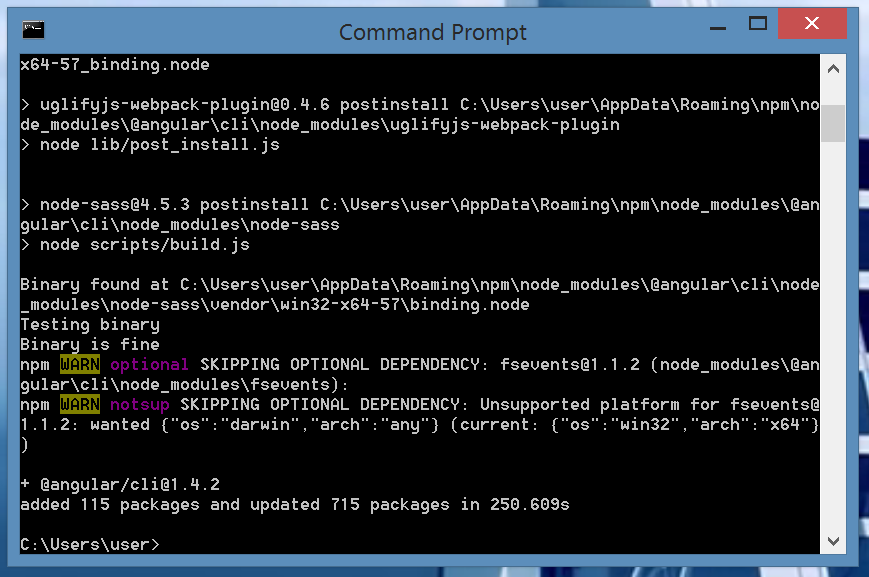 Command Prompt
x64-57_binding.node
> uglifyjs-webpack-plugin@0.4.6 postinstall C:\Users\user\AppData\Roaming\npm\no
de_modules\@angular\cli\node_modules\uglifyjs-webpack-plugin
> node lib/post_install.js
> node-sass@4.5.3 postinstall C:\Users\user\AppData\Roaming\npm\node_modules\@an
gular\cli\node_modules\node-sass
> node scripts/build.js
Binary found at C:\Users\user\AppData\Roaming\npm\node_modules\@angular\cli\node
_modules\node-sass\vendor\win32-x64-57\binding.node
Testing binary
Binary is fine
npm WARN optional SKIPPING OPTIONAL DEPENDENCY: fsevents@1.1.2 (node_modules\@an
gular\cli\node_modules\fsevents):
npm WARN notsup SKIPPING OPTIONAL DEPENDENCY: Unsupported platform for fsevents@
1.1.2: wanted {"os":"darwin","arch":"any"} (current: {"os":"win32","arch":"x64"}
)
+ @angular/cli@1.4.2
added 115 packages and updated 715 packages in 250.609s
C:\Users\user>